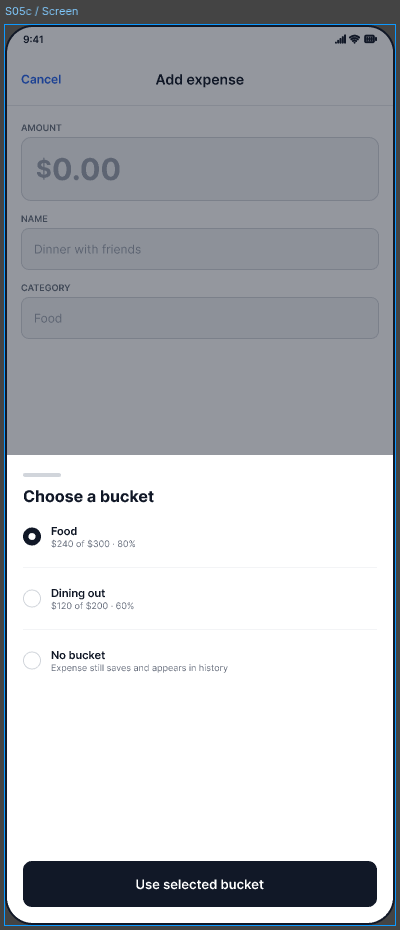 S05c / Screen
9:41
Cancel
Add expense
AMOUNT
$0.00
NAME
Dinner with friends
CATEGORY
Food
Choose a bucket
Food
$240 of $300 · 80%
Dining out
$120 of $200 · 60%
No bucket
Expense still saves and appears in history
Use selected bucket